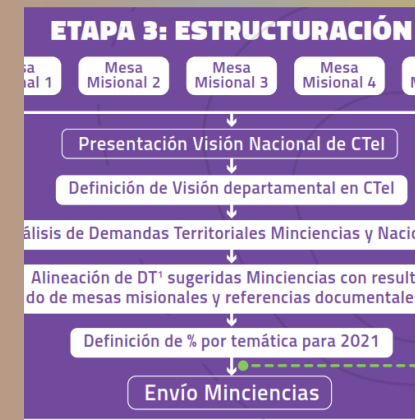 ETAPA 3: ESTRUCTURACIÓN
Mesa Mesa Mesa
Misional 2 Misional 3 Misional 4
Presentación Visión Nacional de CTeI
Definición de Visión departamental en CTeI
de Demandas Territoriales Minciencias y
Alineación de DT¹ sugeridas Minciencias con
de mesas misionales y referencias
Definición de % por temática para 2021
Envío Minciencias